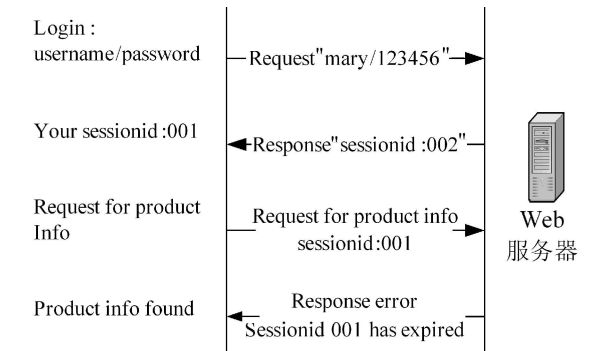 Login :
username/password
Request"mary/123456"
Your sessionid :001
Response"sessionid :002"
Request for product
Info
Request for product info
sessionid:001
Web
服务器
Product info found
Response error
Sessionid 001 has expired